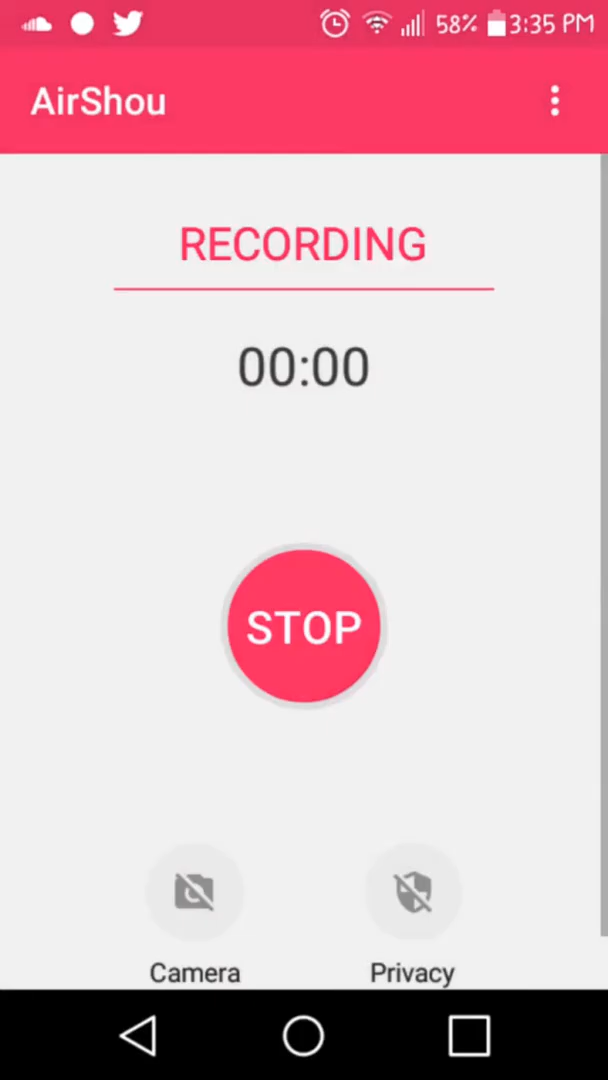 58% 3:35 PM
AirShou
RECORDING
00:00
STOP
Camera Privacy